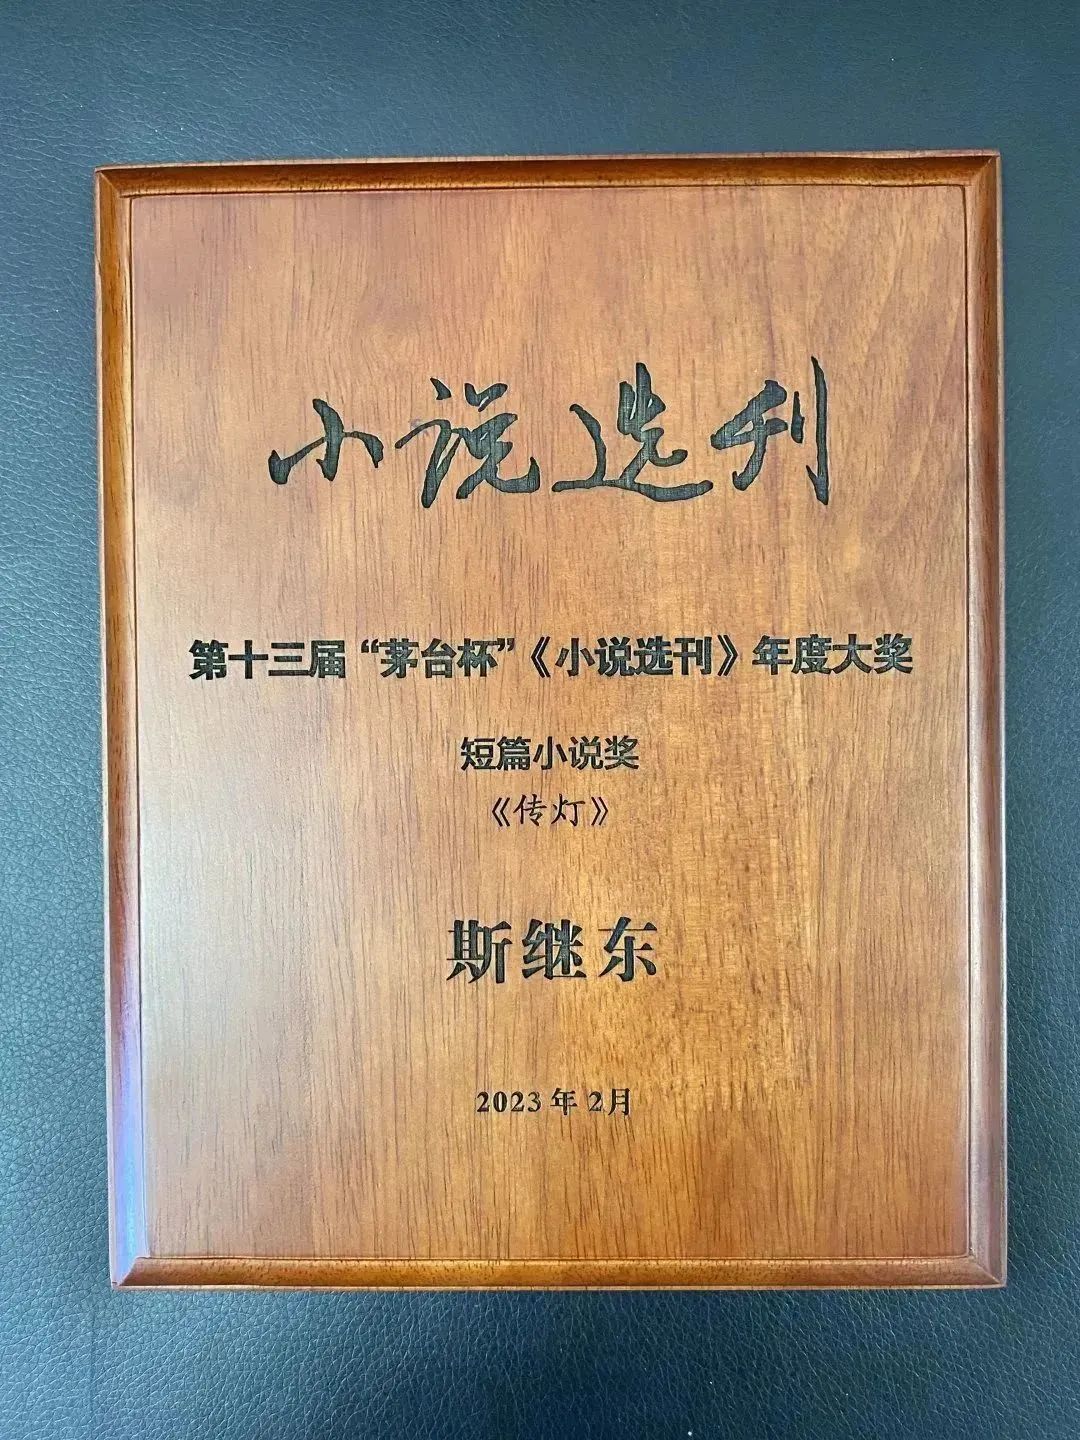 小说选刊
第十三届“茅台杯”《小说选刊》年度大奖
短篇小说奖
《传灯》
斯继东
2023年2月